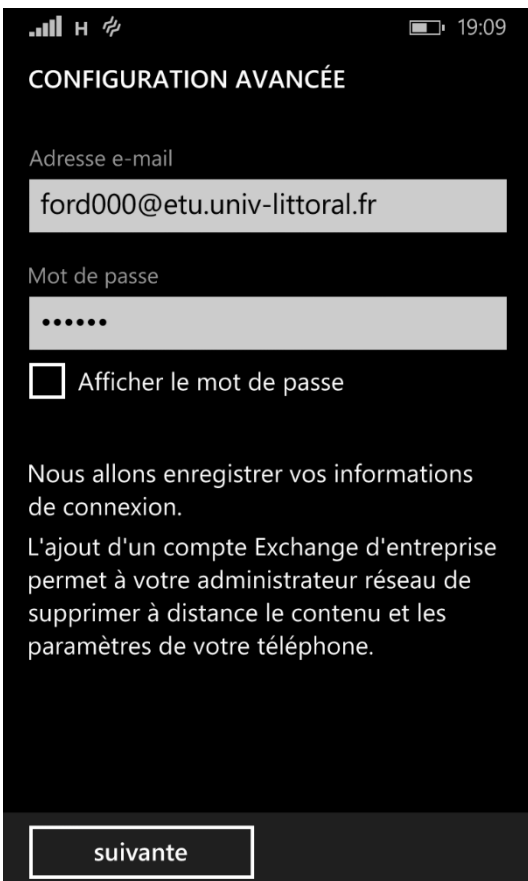 H 19:09
CONFIGURATION AVANCÉE
Adresse e-mail
ford000@etu.univ-littoral.fr
Mot de passe
••••••
Afficher le mot de passe
Nous allons enregistrer vos informations
de connexion.
L'ajout d'un compte Exchange d'entreprise
permet à votre administrateur réseau de
supprimer à distance le contenu et les
paramètres de votre téléphone.
suivante